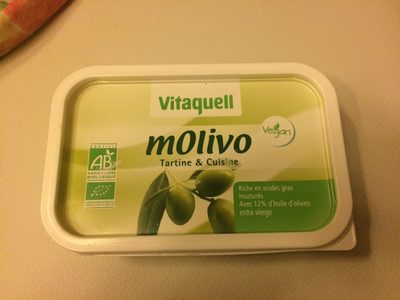 Vitaquell
mOlivo
Vegan
Tartine & Cuisine
AB
Riche en acides gras
insaturés
Avec 12% d'huile d'olives
extra vierge